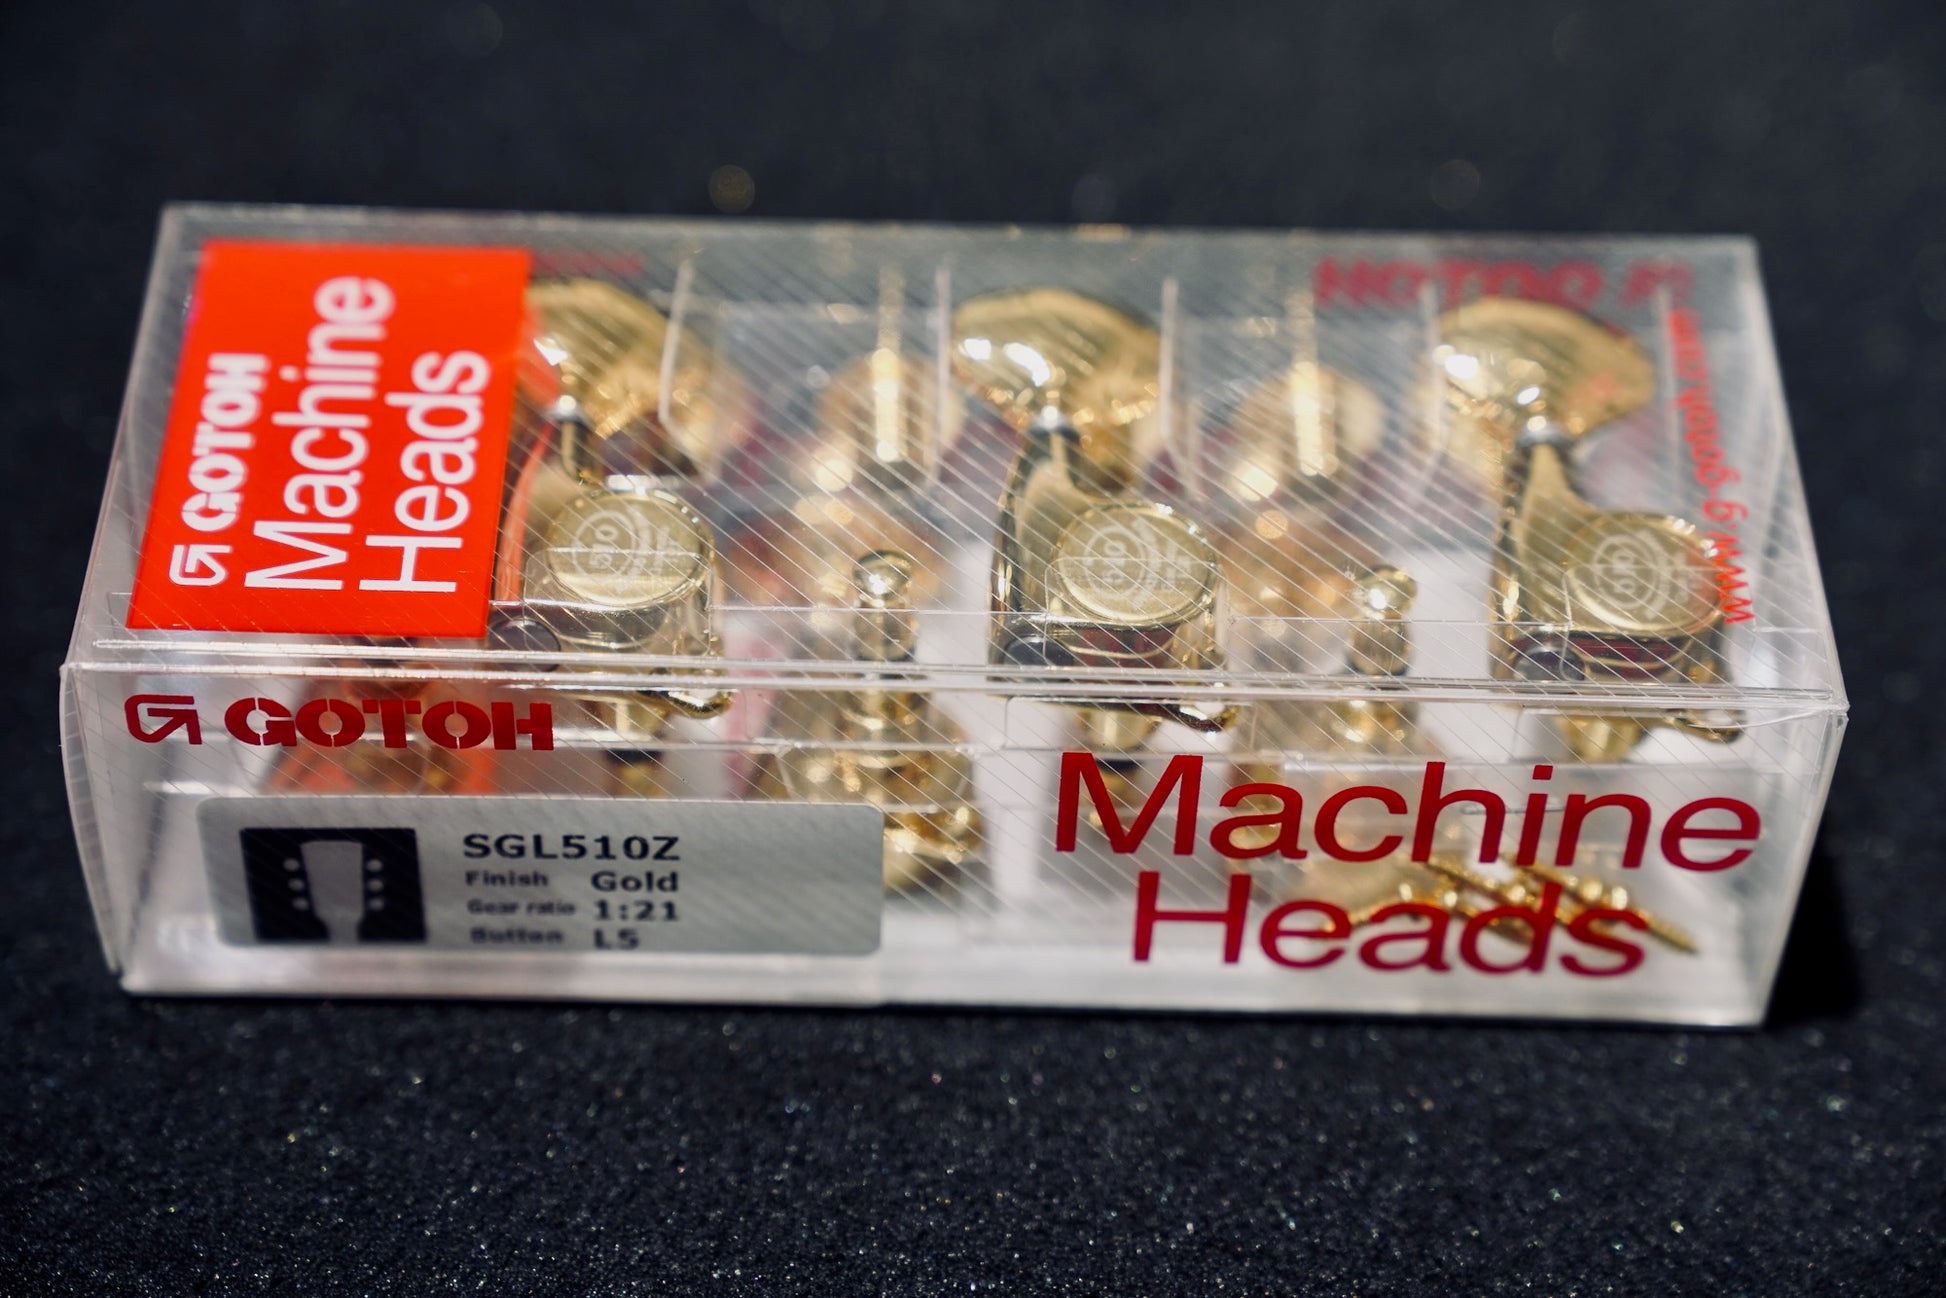 GOTOH
Machine
Heads
www.g-gotoh.com
GOTOH
Machine
Heads
SGL510Z
Finish Gold
Gear ratio 1:21
Button L5